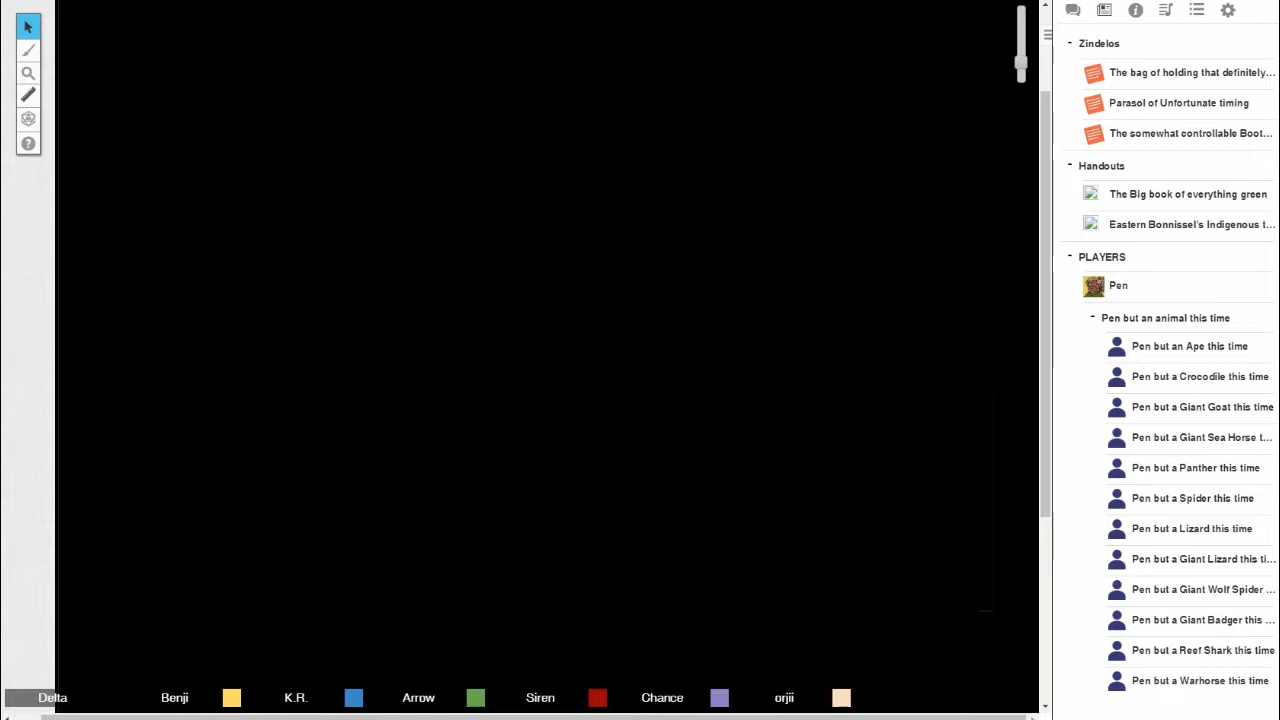 Zindelos
The bag of holding that definitely...
Parasol of Unfortunate timing
The somewhat controllable Boot...
Handouts
The Big book of everything green
Eastern Bonnissel's Indigenous t...
PLAYERS
Pen
Pen but an animal this time
Pen but an Ape this time
Pen but a Crocodile this time
Pen but a Giant Goat this time
Pen but a Giant Sea Horse t...
Pen but a Panther this time
Pen but a Spider this time
Pen but a Lizard this time
Pen but a Giant Lizard this ti...
Pen but a Giant Wolf Spider ...
Pen but a Giant Badger this ...
Pen but a Reef Shark this time
Pen but a Warhorse this time
Delta Benji K.R. Arrow Siren Chance orjii